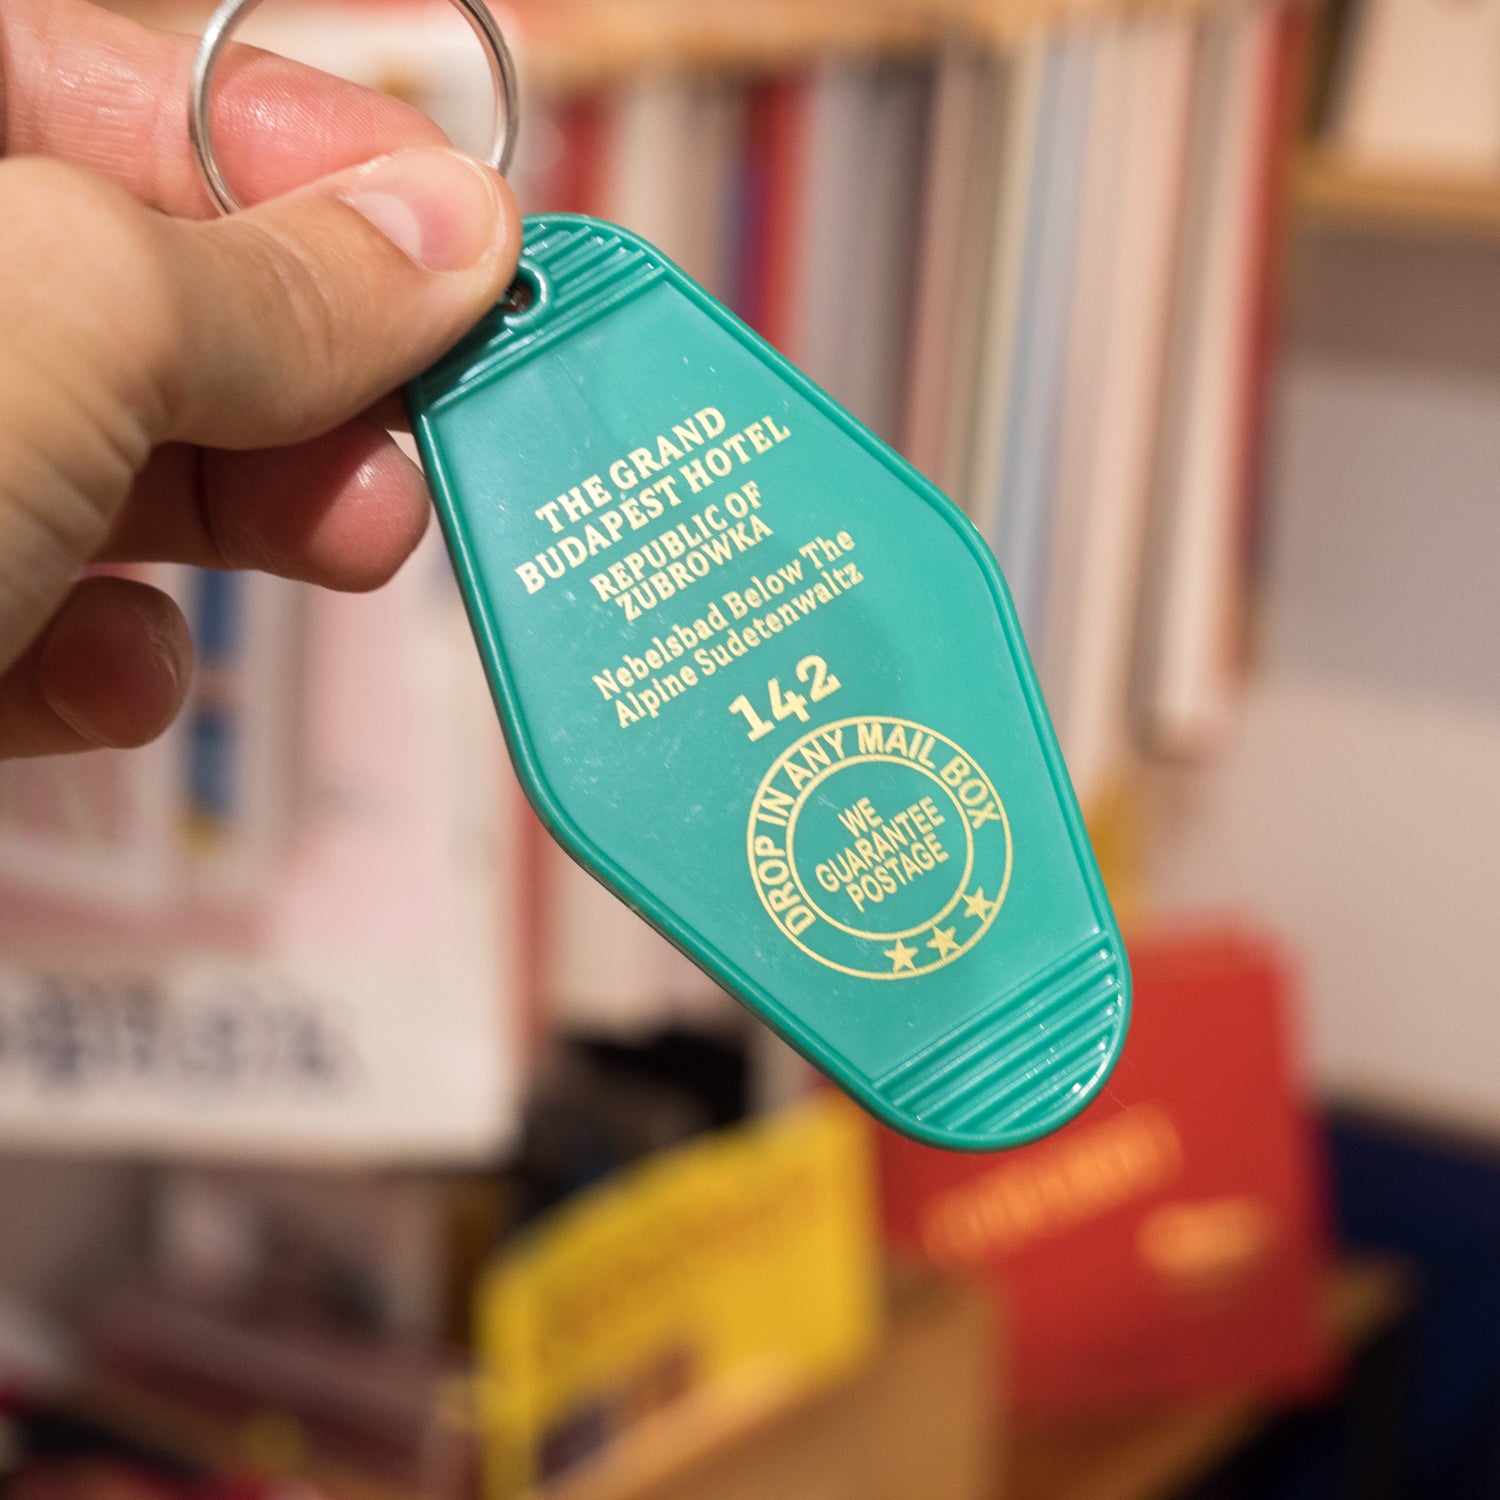 THE GRAND
BUDAPEST HOTEL
REPUBLIC OF
ZUBROWKA
Nebelsbad Below The
Alpine Sudetenwaltz
142
DROP IN ANY MAIL BOX
WE
GUARANTEE
POSTAGE